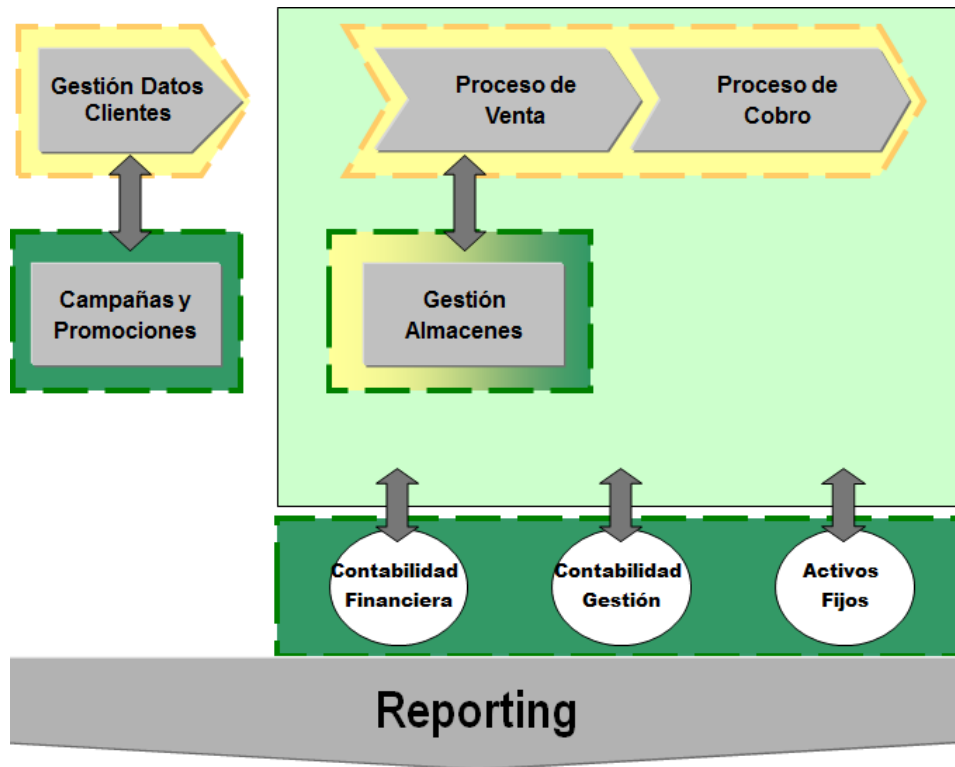 Gestión Datos
Clientes
Proceso de
Venta
Proceso de
Cobro
Campañas y
Promociones
Gestión
Almacenes
Contabilidad
Financiera
Contabilidad
Gestión
Activos
Fijos
Reporting